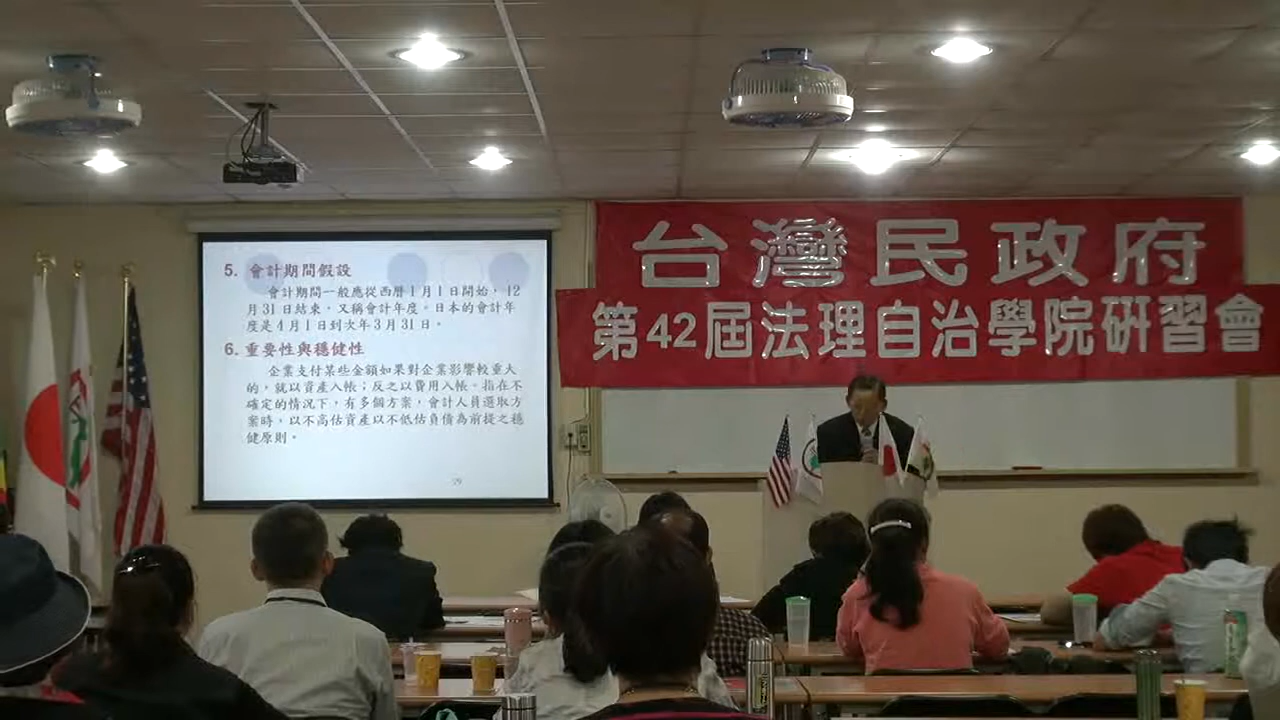 台灣民政府
第42屆法理自治學院研習會
5. 會計期間假設
會計期間一般應從西曆1月1日開始，12
月31日結束，又稱會計年度。日本的會計年
度是4月1日到次年3月31日。
6. 重要性與穩健性
企業支付某些金額如果對企業影響較重大
的，就以資產入帳；反之以費用入帳。指在不
確定的情況下，有多個方案，會計人員選取方
案時，以不高估資產以不低估負債為前提之穩
健原則。
29